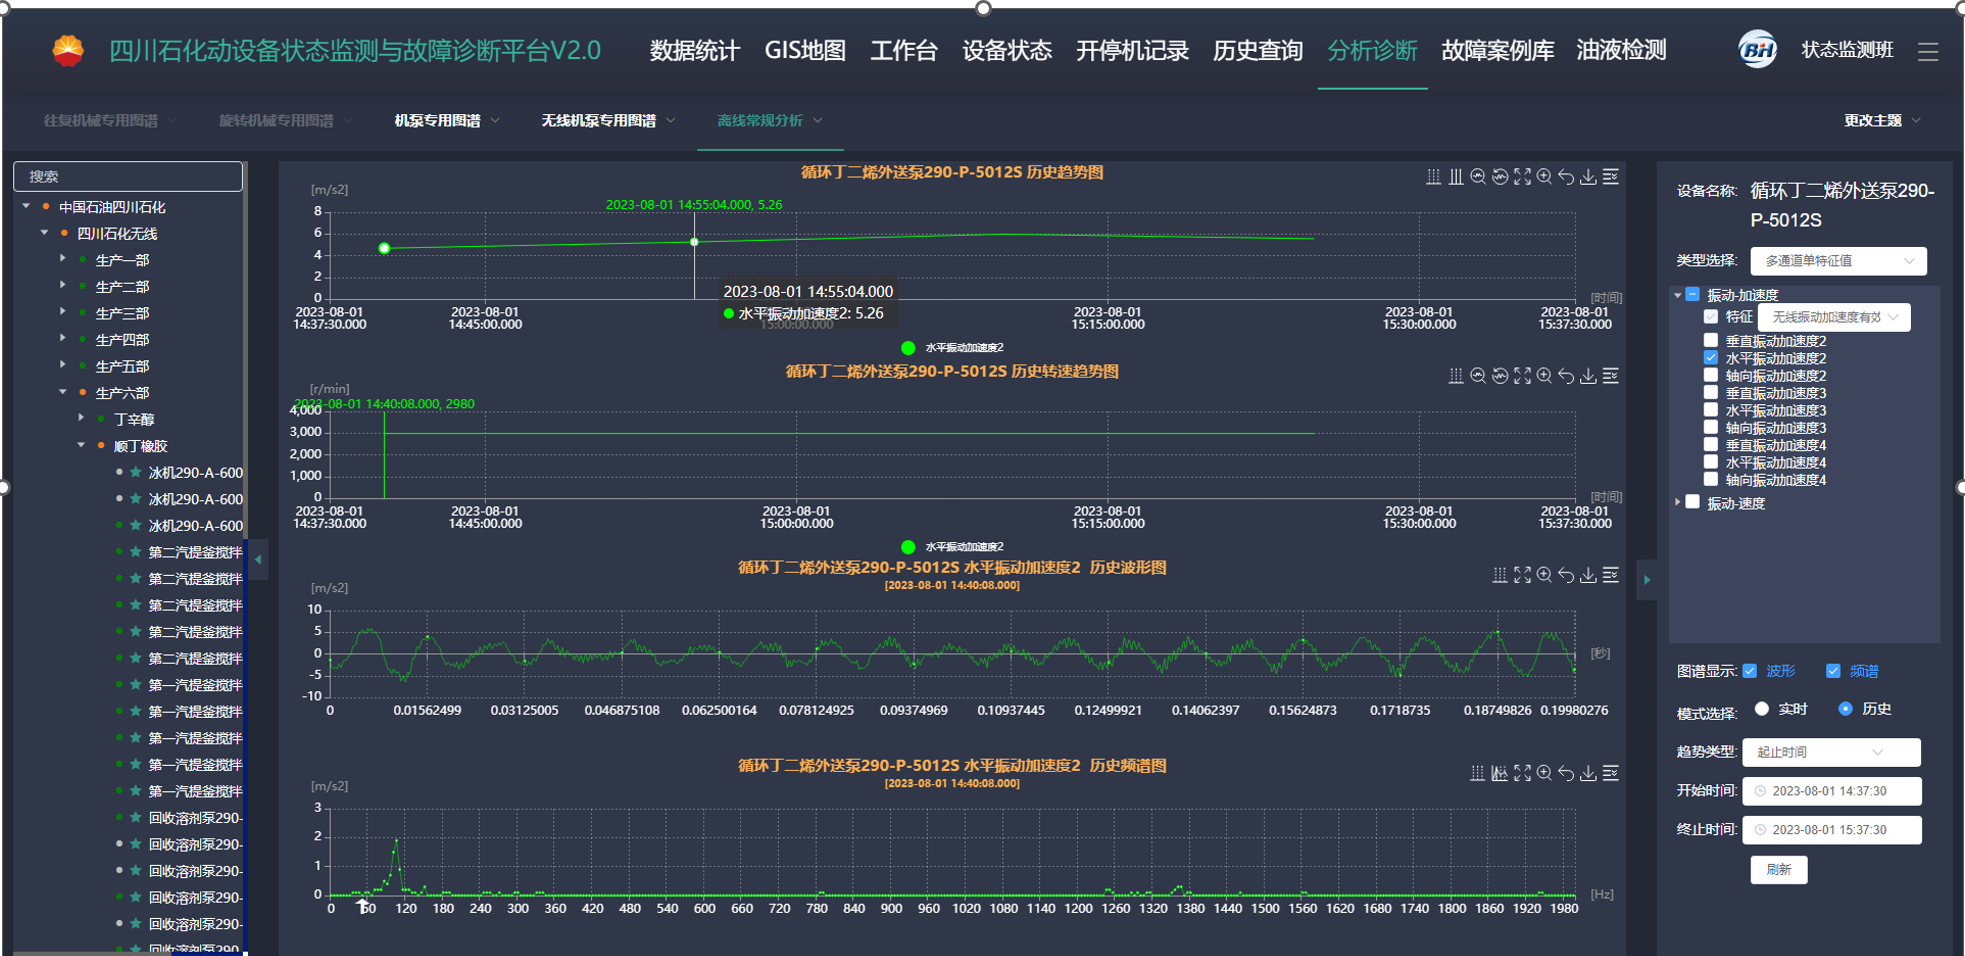 四川石化动设备状态监测与故障诊断平台V2.0 数据统计 GIS地图 工作台 设备状态 开停机记录 历史查询 分析诊断 故障案例库 油液检测 BH 状态监测班
往复机械专用图谱 旋转机械专用图谱 机泵专用图谱 无线机泵专用图谱 离线常规分析 更改主题
搜索
中国石油四川石化
四川石化无线
生产一部
生产二部
生产三部
生产四部
生产五部
生产六部
丁辛醇
顺丁橡胶
冰机290-A-600
冰机290-A-600
冰机290-A-600
第二汽提釜搅拌
第二汽提釜搅拌
第二汽提釜搅拌
第二汽提釜搅拌
第二汽提釜搅拌
第一汽提釜搅拌
第一汽提釜搅拌
第一汽提釜搅拌
第一汽提釜搅拌
第一汽提釜搅拌
回收溶剂泵290-
回收溶剂泵290-
回收溶剂泵290-
回收溶剂泵290-
回收溶剂泵290-
回收溶剂泵290
循环丁二烯外送泵290-P-5012S 历史趋势图
[m/s2]
2023-08-01 14:55:04.000, 5.26
8
6
4
2
0
2023-08-01 14:55:04.000
水平振动加速度2: 5.26
[时间]
2023-08-01 14:37:30.000
2023-08-01 14:45:00.000
15:00:00.000
2023-08-01 15:15:00.000
2023-08-01 15:30:00.000
2023-08-01 15:37:30.000
水平振动加速度2
循环丁二烯外送泵290-P-5012S 历史转速趋势图
[r/min]
2023-08-01 14:40:08.000, 2980
4,000
3,000
2,000
1,000
0
[时间]
2023-08-01 14:37:30.000
2023-08-01 14:45:00.000
2023-08-01 15:00:00.000
2023-08-01 15:15:00.000
2023-08-01 15:30:00.000
2023-08-01 15:37:30.000
水平振动加速度2
循环丁二烯外送泵290-P-5012S 水平振动加速度2 历史波形图
[2023-08-01 14:40:08.000]
[m/s2]
10
5
0
-5
-10
[秒]
0 0.01562499 0.03125005 0.046875108 0.062500164 0.078124925 0.09374969 0.10937445 0.12499921 0.14062397 0.15624873 0.1718735 0.18749826 0.19980276
循环丁二烯外送泵290-P-5012S 水平振动加速度2 历史频谱图
[2023-08-01 14:40:08.000]
[m/s2]
3
2
1
0
[Hz]
0 60 120 180 240 300 360 420 480 540 600 660 720 780 840 900 960 1020 1080 1140 1200 1260 1320 1380 1440 1500 1560 1620 1680 1740 1800 1860 1920 1980
设备名称: 循环丁二烯外送泵290-
P-5012S
类型选择: 多通道单特征值
振动-加速度
特征 无线振动加速度有效
垂直振动加速度2
水平振动加速度2
轴向振动加速度2
垂直振动加速度3
水平振动加速度3
轴向振动加速度3
垂直振动加速度4
水平振动加速度4
轴向振动加速度4
振动-速度
图谱显示: 波形 频谱
模式选择: 实时 历史
趋势类型: 起止时间
开始时间: 2023-08-01 14:37:30
终止时间: 2023-08-01 15:37:30
刷新